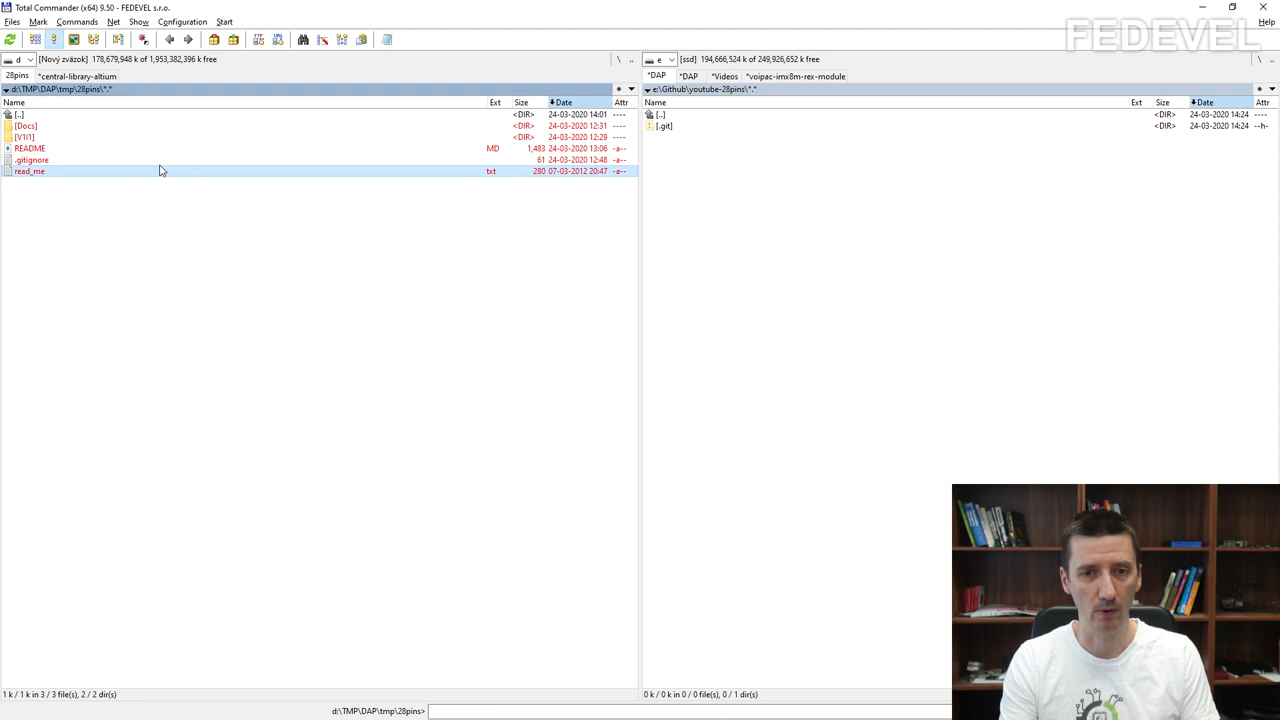 Total Commander (x64) 9.50 - FEDEVEL s.r.o.
Files Mark Commands Net Show Configuration Start Help
FEDEVEL
d [Nový zväzok] 178,679,948 k of 1,953,382,396 k free \ ..
28pins *central-library-altium
d:\TMP\DAP\tmp\28pins\*.*
Name Ext Size Date Attr
[..] <DIR> 24-03-2020 14:01 ----
[Docs] <DIR> 24-03-2020 12:31 ----
[V1I1] <DIR> 24-03-2020 12:29 ----
README MD 1,483 24-03-2020 13:06 -a--
.gitignore 61 24-03-2020 12:48 -a--
read_me txt 280 07-03-2012 20:47 -a--
1 k / 1 k in 3 / 3 file(s), 2 / 2 dir(s)
e [ssd] 194,666,524 k of 249,926,652 k free \ ..
*DAP *DAP *Videos *voipac-imx8m-rex-module
e:\Github\youtube-28pins\*.*
Name Ext Size Date Attr
[..] <DIR> 24-03-2020 14:24 ----
[.git] <DIR> 24-03-2020 14:24 --h-
0 k / 0 k in 0 / 0 file(s), 0 / 1 dir(s)
d:\TMP\DAP\tmp\28pins>